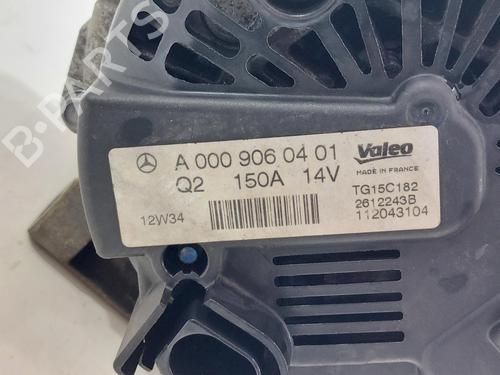 A 000 906 04 01
Q2 150A 14V
12W34
Valeo
MADE IN FRANCE
TG15C182
2612243B
112043104
B-PARTS